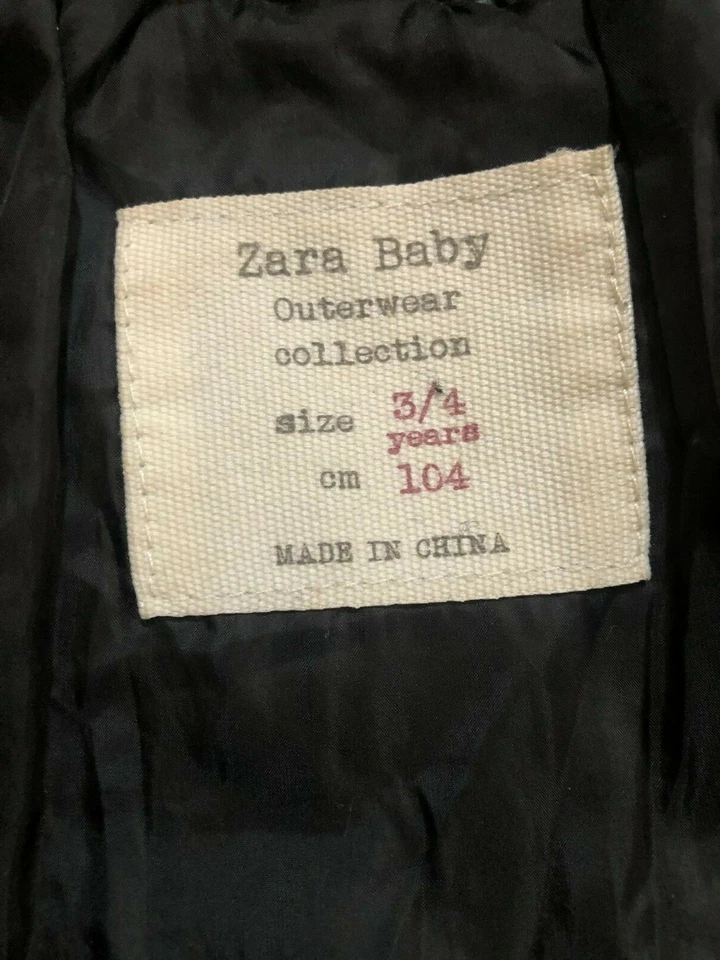 Zara Baby
Outerwear
collection
size 3/4
years
cm 104
MADE IN CHINA